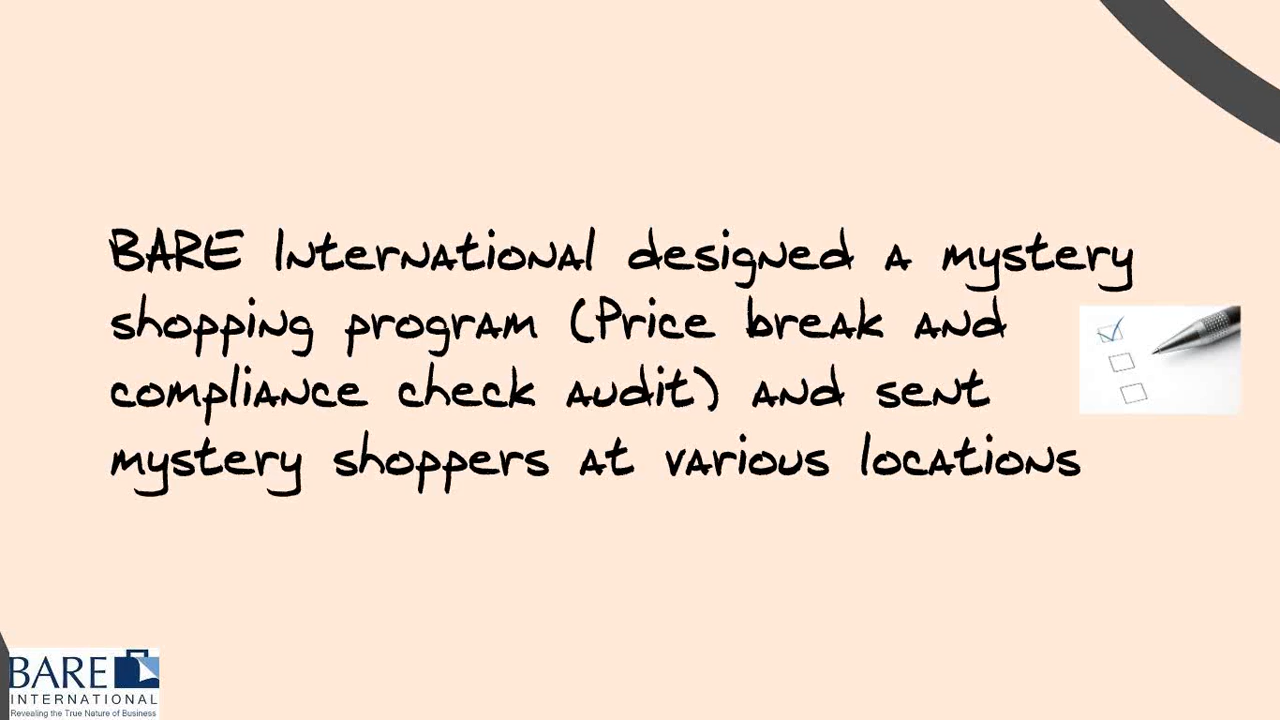 BARE International designed a mystery
shopping program (Price break and
compliance check audit) and sent
mystery shoppers at various locations
BARE
INTERNATIONAL
Revealing the True Nature of Business